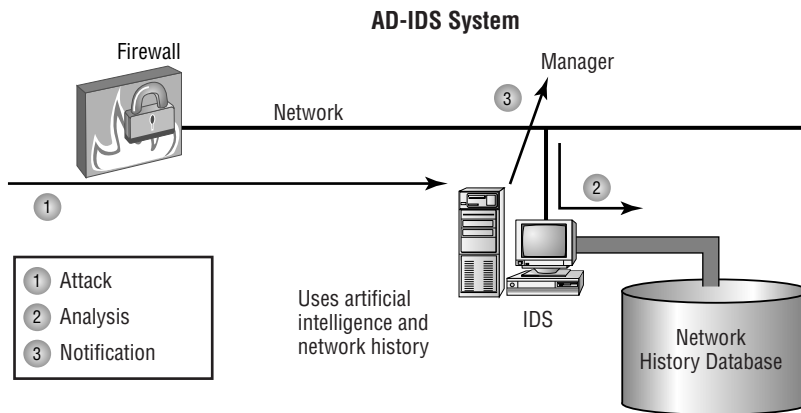 AD-IDS System
Firewall
Manager
3
Network
2
1
1 Attack
2 Analysis
3 Notification
Uses artificial
intelligence and
network history
IDS
Network
History Database